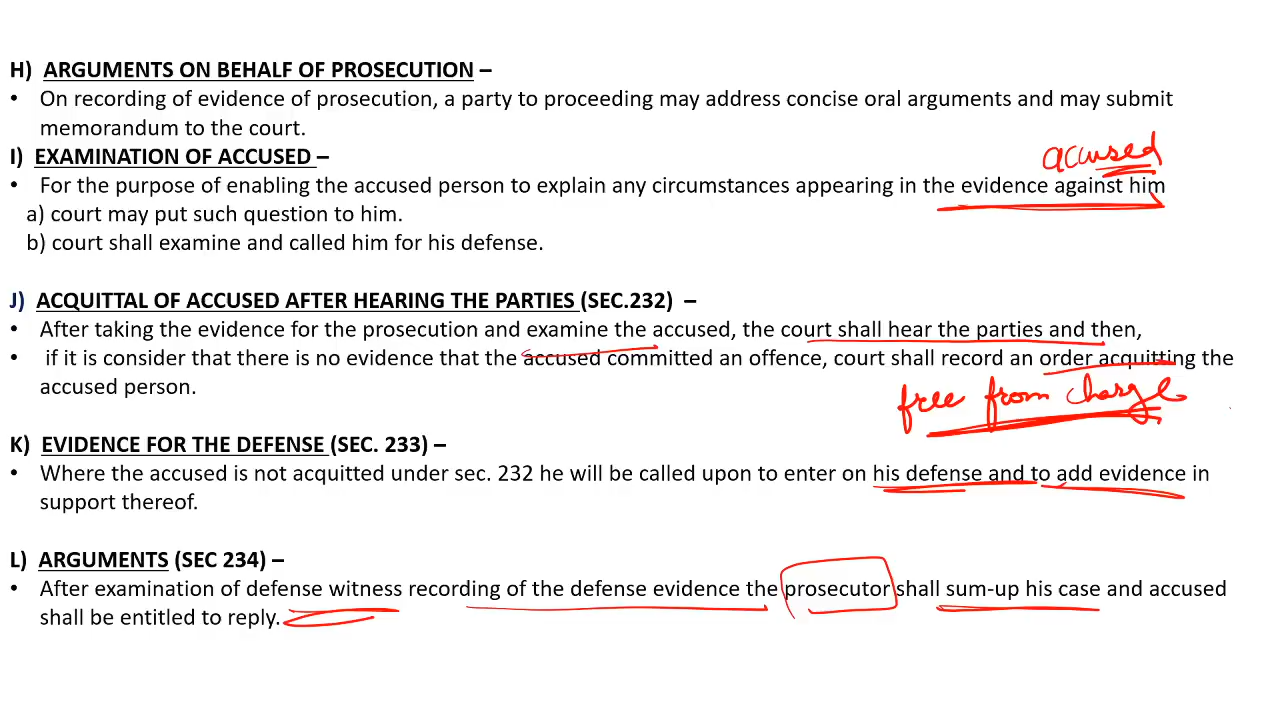 H) ARGUMENTS ON BEHALF OF PROSECUTION –
• On recording of evidence of prosecution, a party to proceeding may address concise oral arguments and may submit
memorandum to the court.
I) EXAMINATION OF ACCUSED –
accused
• For the purpose of enabling the accused person to explain any circumstances appearing in the evidence against him
a) court may put such question to him.
b) court shall examine and called him for his defense.
J) ACQUITTAL OF ACCUSED AFTER HEARING THE PARTIES (SEC.232) –
• After taking the evidence for the prosecution and examine the accused, the court shall hear the parties and then,
• if it is consider that there is no evidence that the accused committed an offence, court shall record an order acquitting the
accused person.
free from charge
K) EVIDENCE FOR THE DEFENSE (SEC. 233) –
• Where the accused is not acquitted under sec. 232 he will be called upon to enter on his defense and to add evidence in
support thereof.
L) ARGUMENTS (SEC 234) –
• After examination of defense witness recording of the defense evidence the prosecutor shall sum-up his case and accused
shall be entitled to reply.